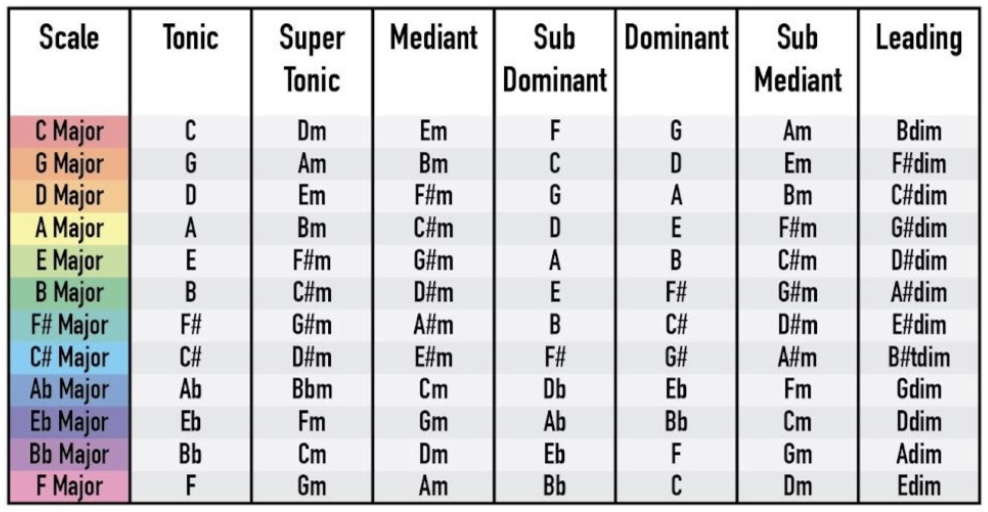 Scale Tonic Super Tonic Mediant Sub Dominant Dominant Sub Mediant Leading
C Major C Dm Em F G Am Bdim
G Major G Am Bm C D Em F#dim
D Major D Em F#m G A Bm C#dim
A Major A Bm C#m D E F#m G#dim
E Major E F#m G#m A B C#m D#dim
B Major B C#m D#m E F# G#m A#dim
F# Major F# G#m A#m B C# D#m E#dim
C# Major C# D#m E#m F# G# A#m B#tdim
Ab Major Ab Bbm Cm Db Eb Fm Gdim
Eb Major Eb Fm Gm Ab Bb Cm Ddim
Bb Major Bb Cm Dm Eb F Gm Adim
F Major F Gm Am Bb C Dm Edim